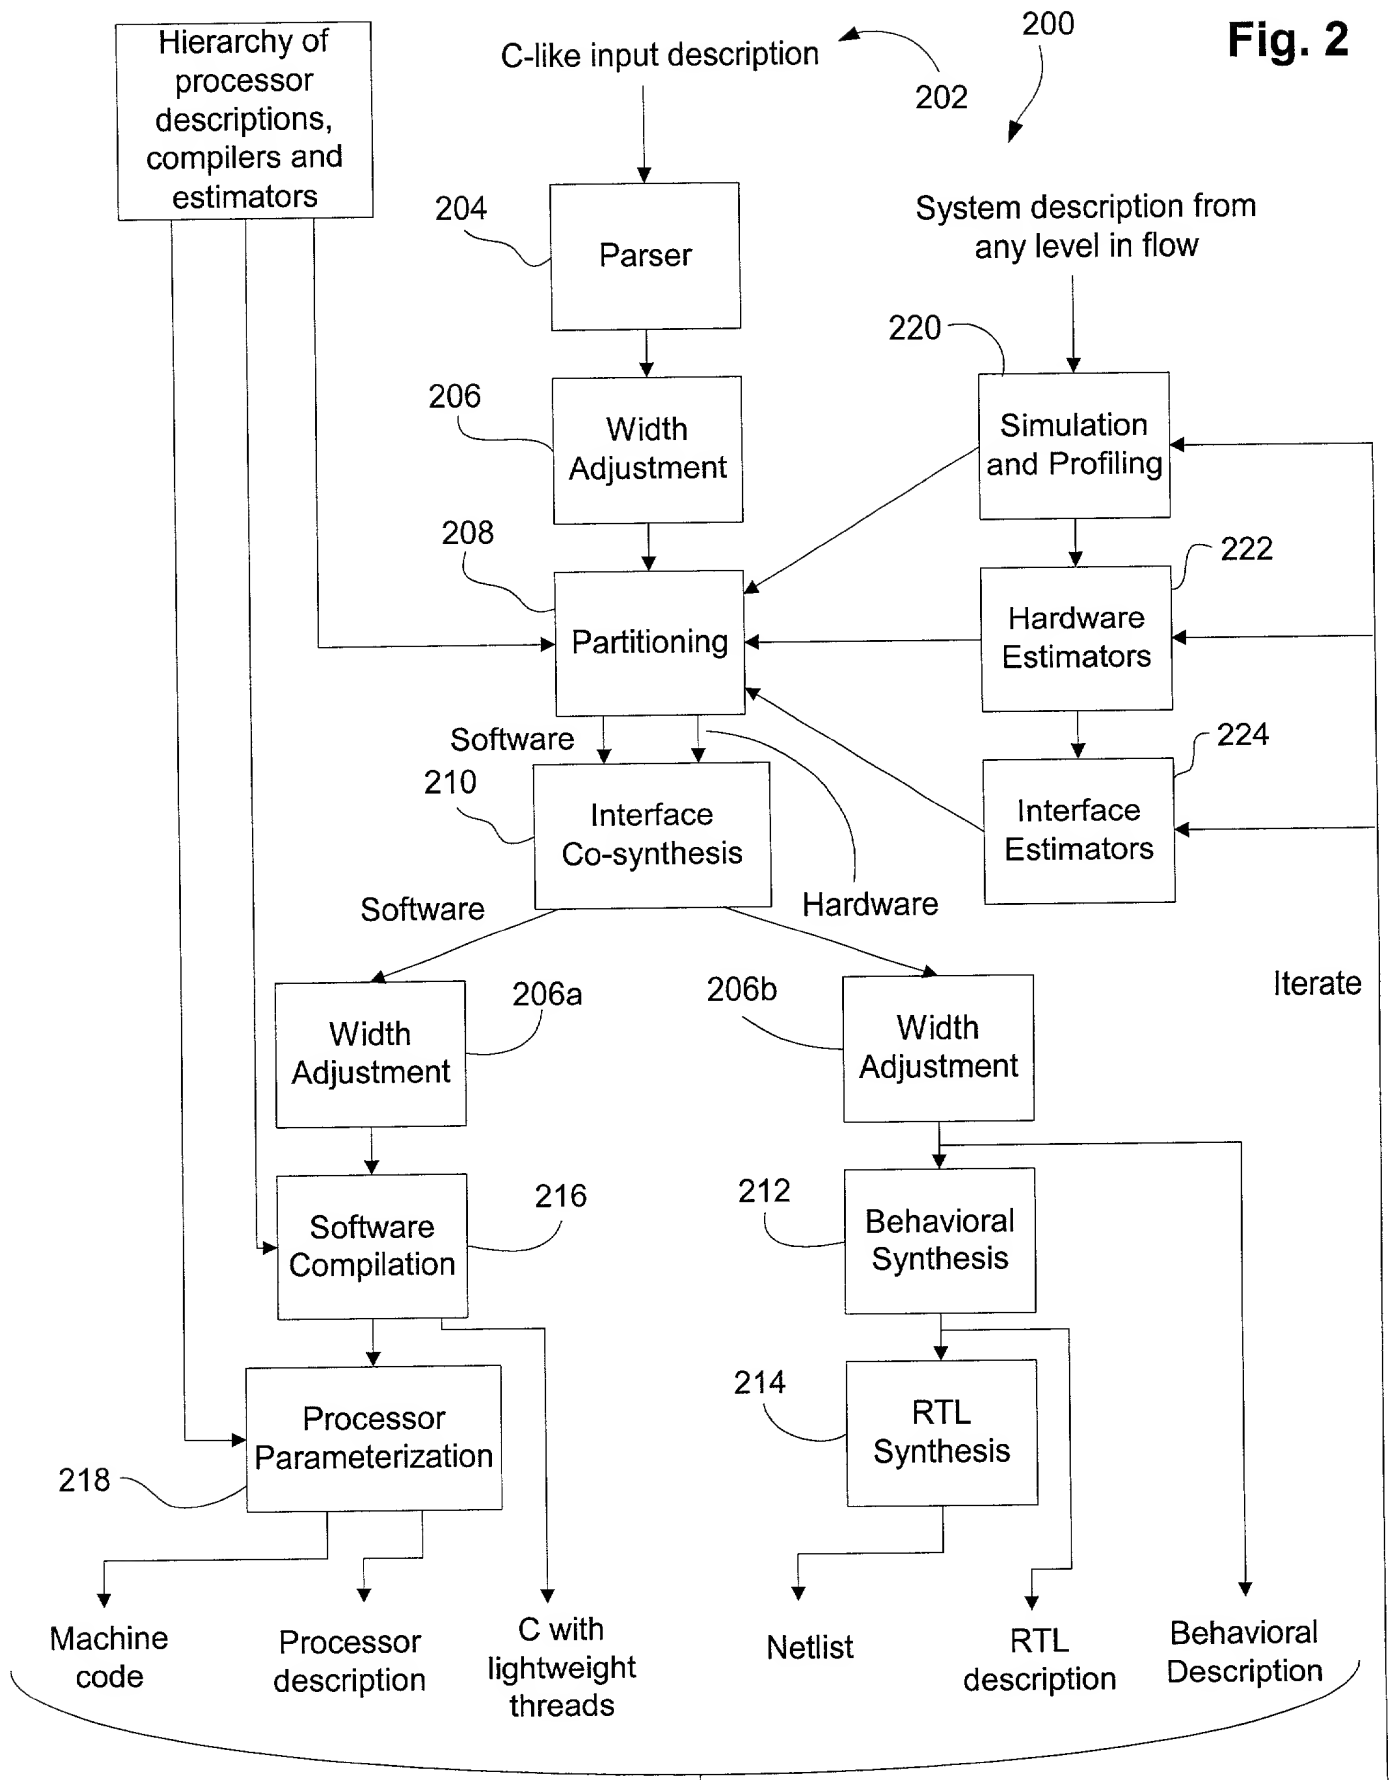 Fig. 2
Hierarchy of
processor
descriptions,
compilers and
estimators
C-like input description
202
200
204
Parser
System description from
any level in flow
220
206
Width
Adjustment
Simulation
and Profiling
208
Partitioning
222
Hardware
Estimators
Software
224
210
Interface
Co-synthesis
Interface
Estimators
Software
Hardware
206a
206b
Iterate
Width
Adjustment
Width
Adjustment
216
Software
Compilation
212
Behavioral
Synthesis
Processor
Parameterization
218
214
RTL
Synthesis
Machine
code
Processor
description
C with
lightweight
threads
Netlist
RTL
description
Behavioral
Description